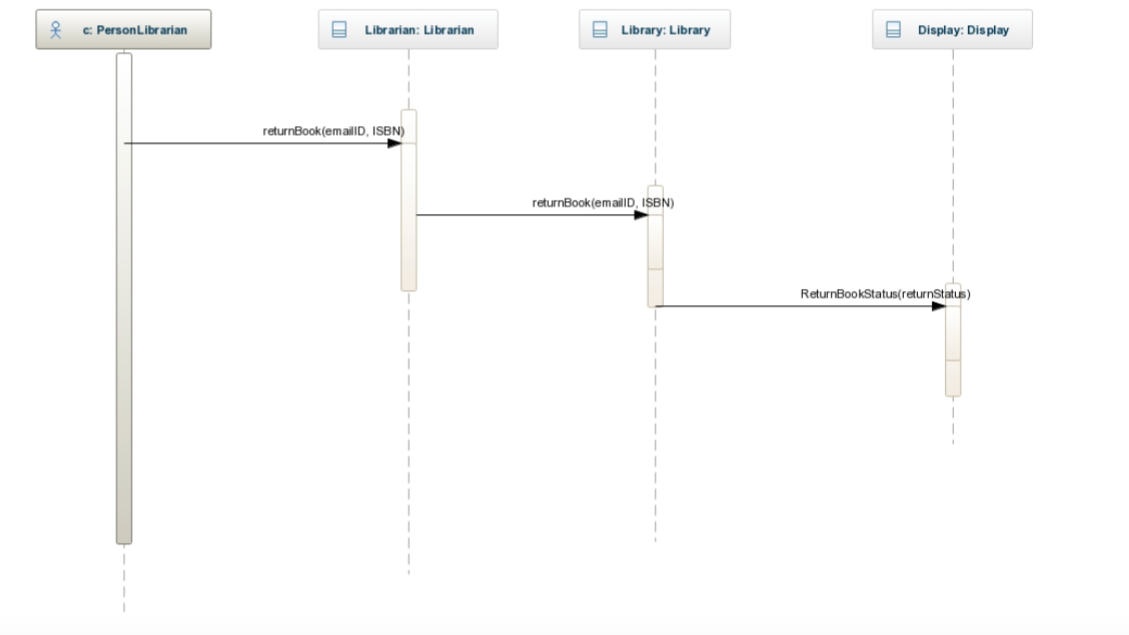 c: PersonLibrarian
Librarian: Librarian
Library: Library
Display: Display
returnBook(emailID, ISBN)
returnBook(emailID, ISBN)
ReturnBookStatus(returnStatus)